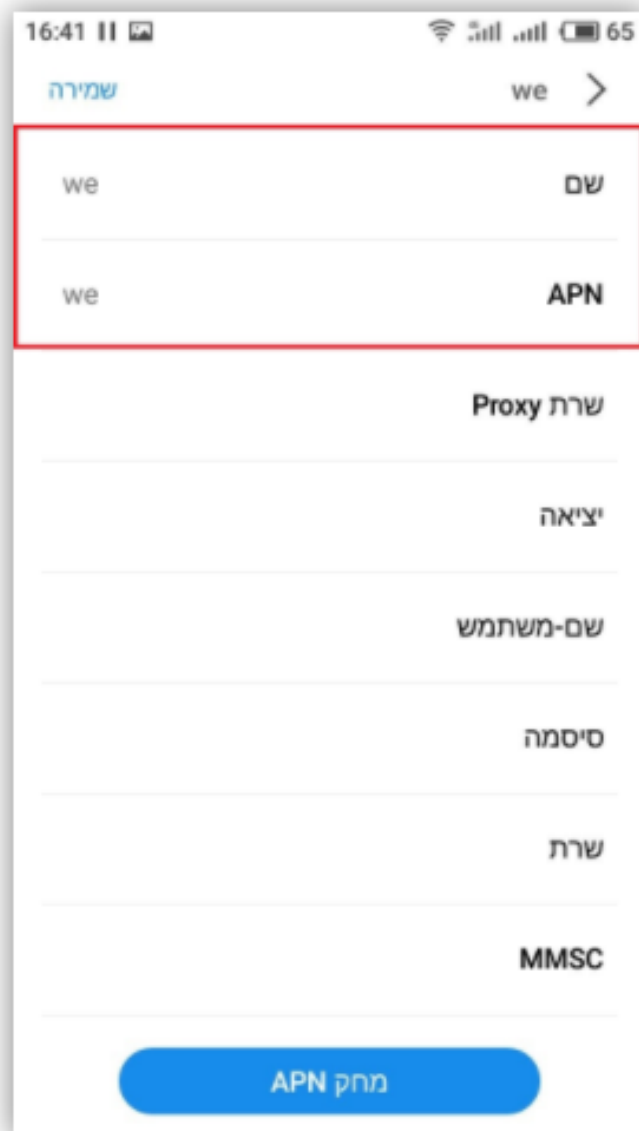 16:41 65
we שמירה
שם we
APN we
שרת Proxy
יציאה
שם-משתמש
סיסמה
שרת
MMSC
מחק APN